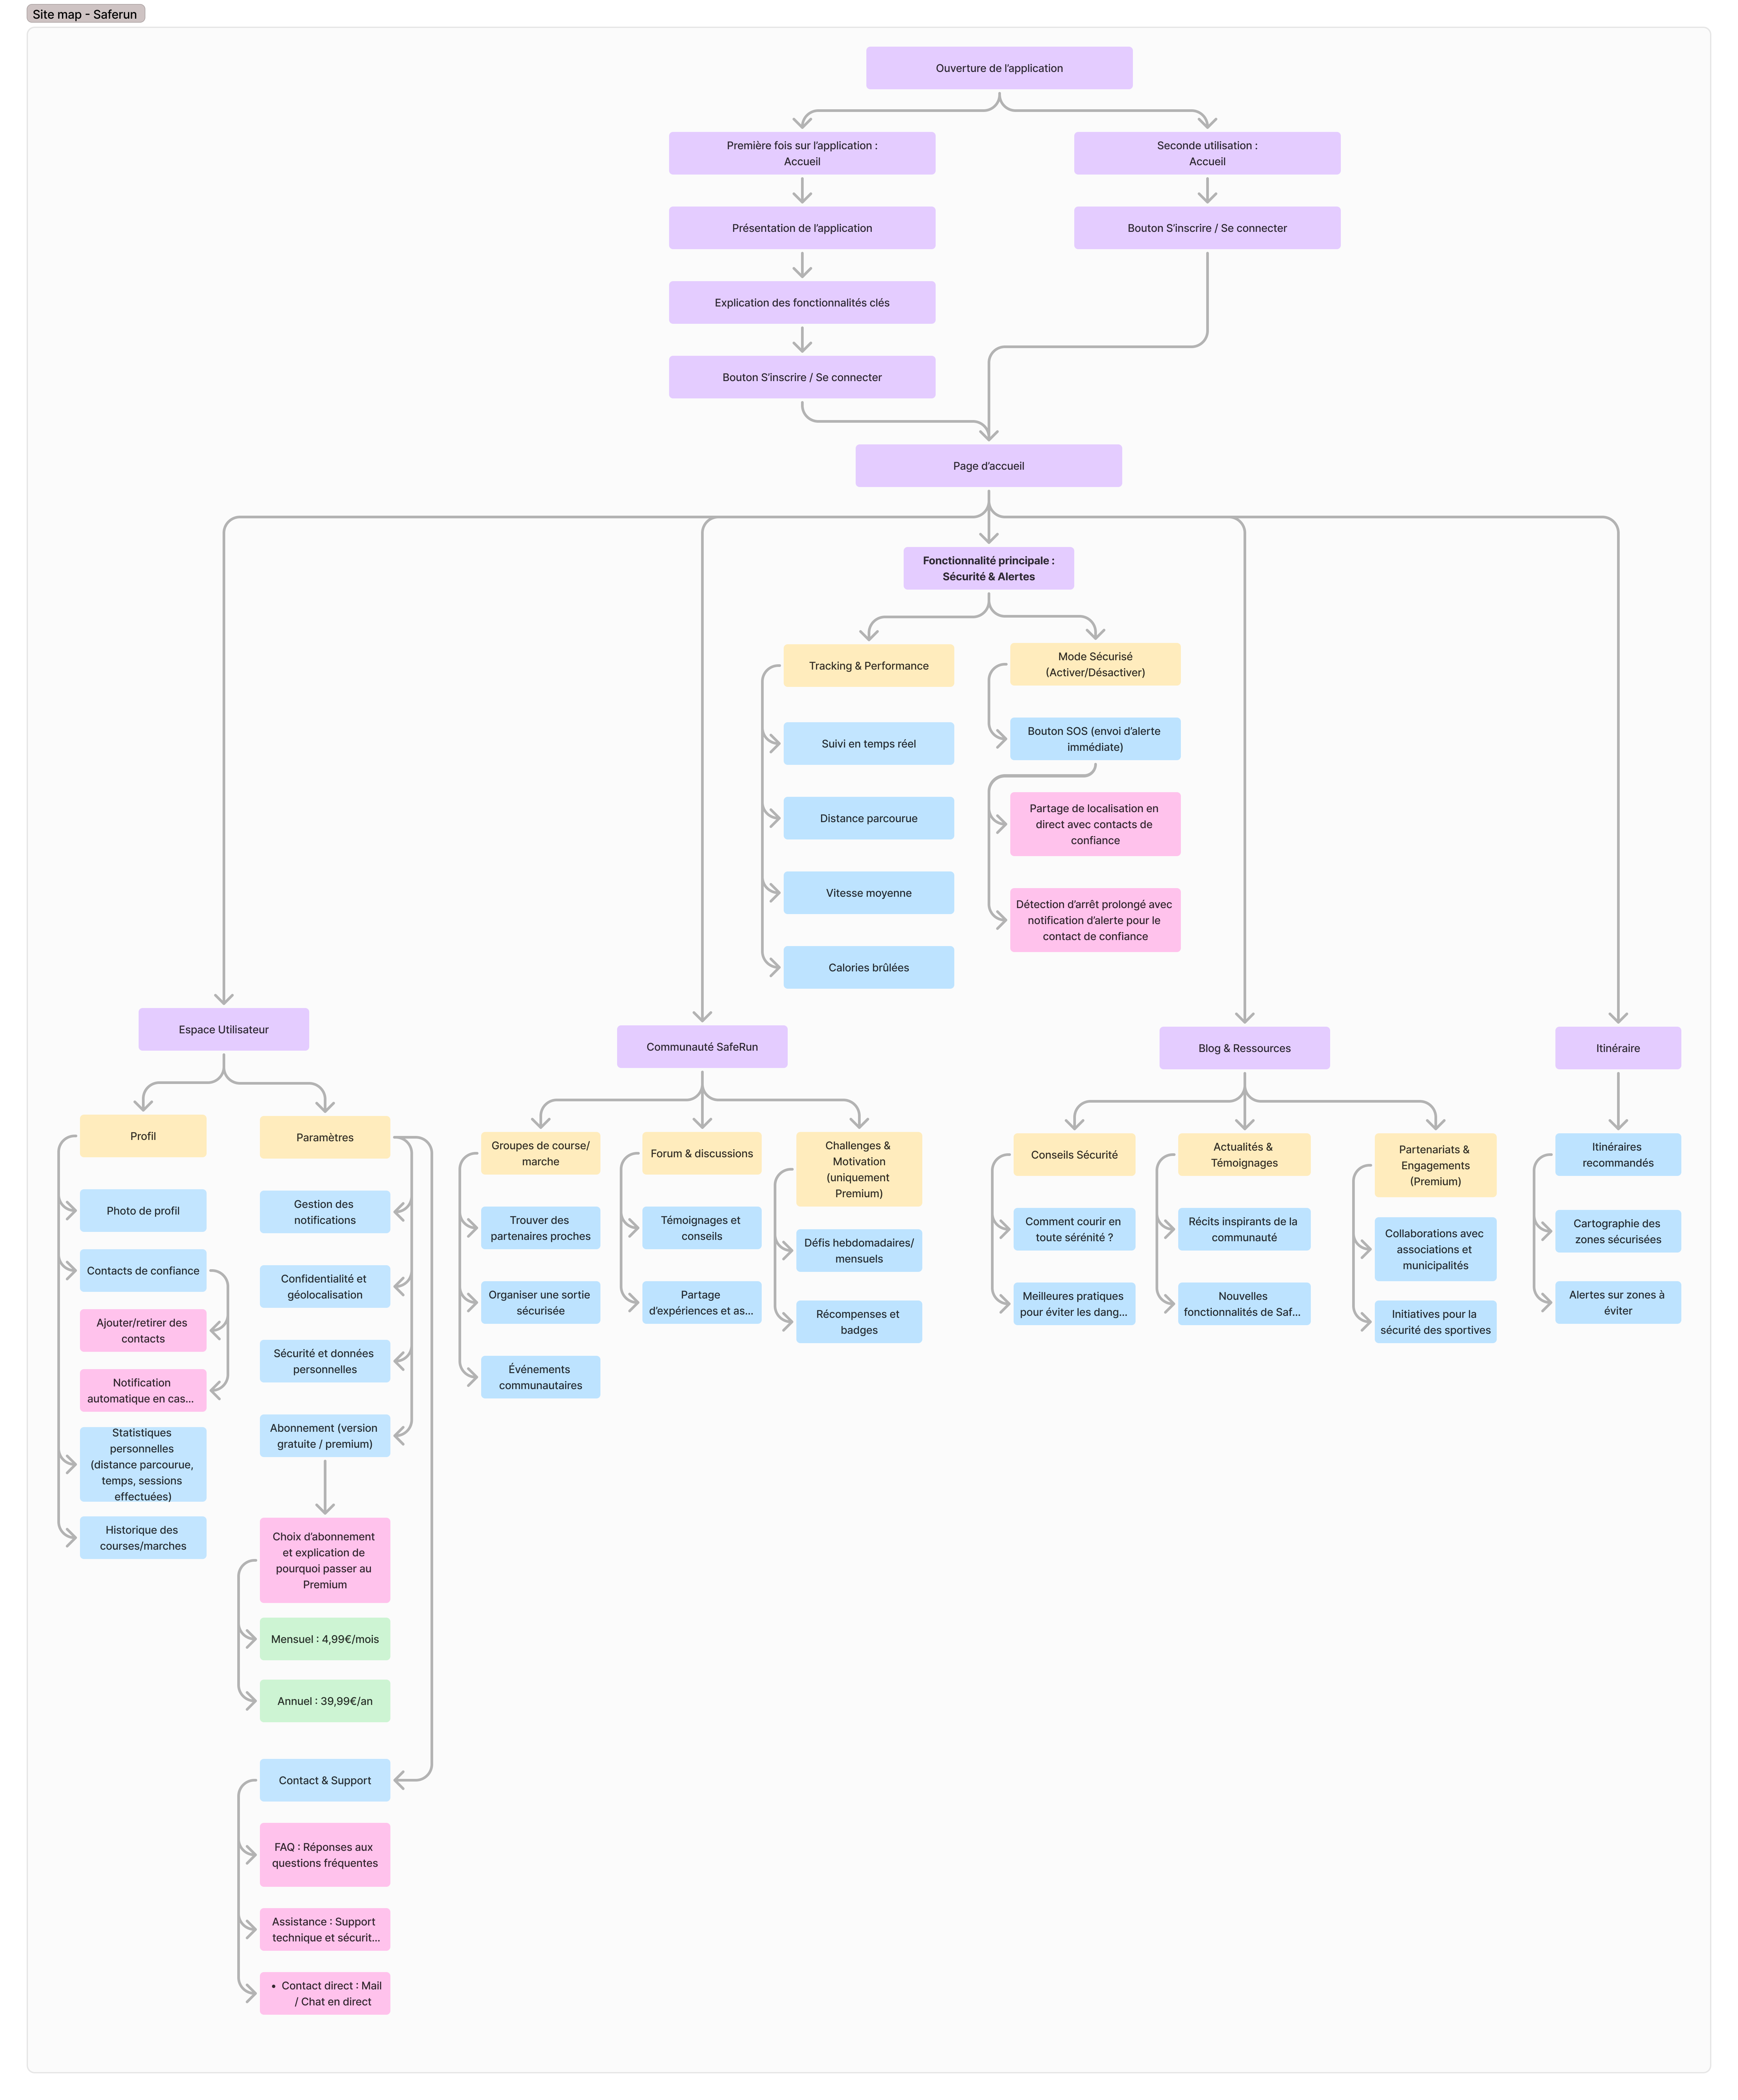 Site map - Saferun
Ouverture de l’application
Première fois sur l’application :
Accueil
Seconde utilisation :
Accueil
Présentation de l’application
Bouton S’inscrire / Se connecter
Explication des fonctionnalités clés
Bouton S’inscrire / Se connecter
Page d’accueil
Fonctionnalité principale :
Sécurité & Alertes
Tracking & Performance
Suivi en temps réel
Distance parcourue
Vitesse moyenne
Calories brûlées
Mode Sécurisé
(Activer/Désactiver)
Bouton SOS (envoi d’alerte
immédiate)
Partage de localisation en
direct avec contacts de
confiance
Détection d’arrêt prolongé avec
notification d’alerte pour le
contact de confiance
Espace Utilisateur
Profil
Photo de profil
Contacts de confiance
Ajouter/retirer des
contacts
Notification
automatique en cas...
Statistiques
personnelles
(distance parcourue,
temps, sessions
effectuées)
Historique des
courses/marches
Paramètres
Gestion des
notifications
Confidentialité et
géolocalisation
Sécurité et données
personnelles
Abonnement (version
gratuite / premium)
Choix d’abonnement
et explication de
pourquoi passer au
Premium
Mensuel : 4,99€/mois
Annuel : 39,99€/an
Contact & Support
FAQ : Réponses aux
questions fréquentes
Assistance : Support
technique et sécurit...
• Contact direct : Mail
/ Chat en direct
Communauté SafeRun
Groupes de course/
marche
Trouver des
partenaires proches
Organiser une sortie
sécurisée
Événements
communautaires
Forum & discussions
Témoignages et
conseils
Partage
d’expériences et as...
Challenges &
Motivation
(uniquement
Premium)
Défis hebdomadaires/
mensuels
Récompenses et
badges
Blog & Ressources
Conseils Sécurité
Comment courir en
toute sérénité ?
Meilleures pratiques
pour éviter les dang...
Actualités &
Témoignages
Récits inspirants de la
communauté
Nouvelles
fonctionnalités de Saf...
Partenariats &
Engagements
(Premium)
Collaborations avec
associations et
municipalités
Initiatives pour la
sécurité des sportives
Itinéraire
Itinéraires
recommandés
Cartographie des
zones sécurisées
Alertes sur zones à
éviter